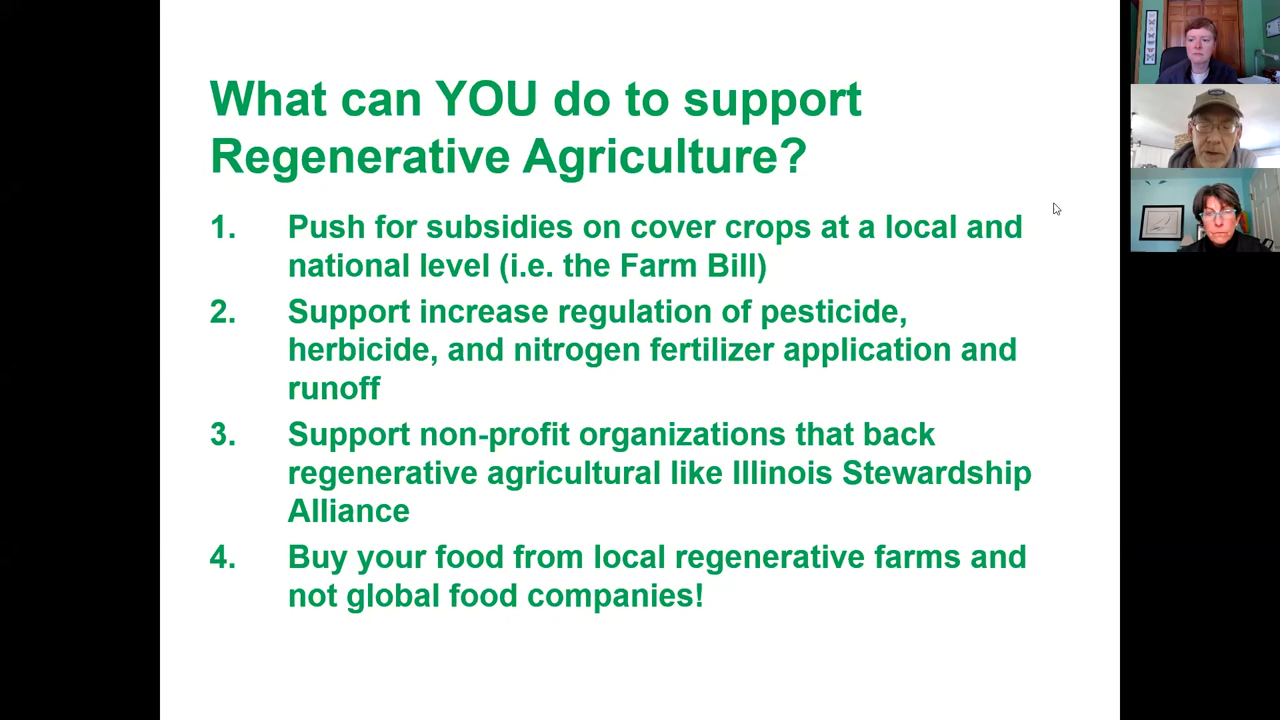 What can YOU do to support
Regenerative Agriculture?
1. Push for subsidies on cover crops at a local and
national level (i.e. the Farm Bill)
2. Support increase regulation of pesticide,
herbicide, and nitrogen fertilizer application and
runoff
3. Support non-profit organizations that back
regenerative agricultural like Illinois Stewardship
Alliance
4. Buy your food from local regenerative farms and
not global food companies!